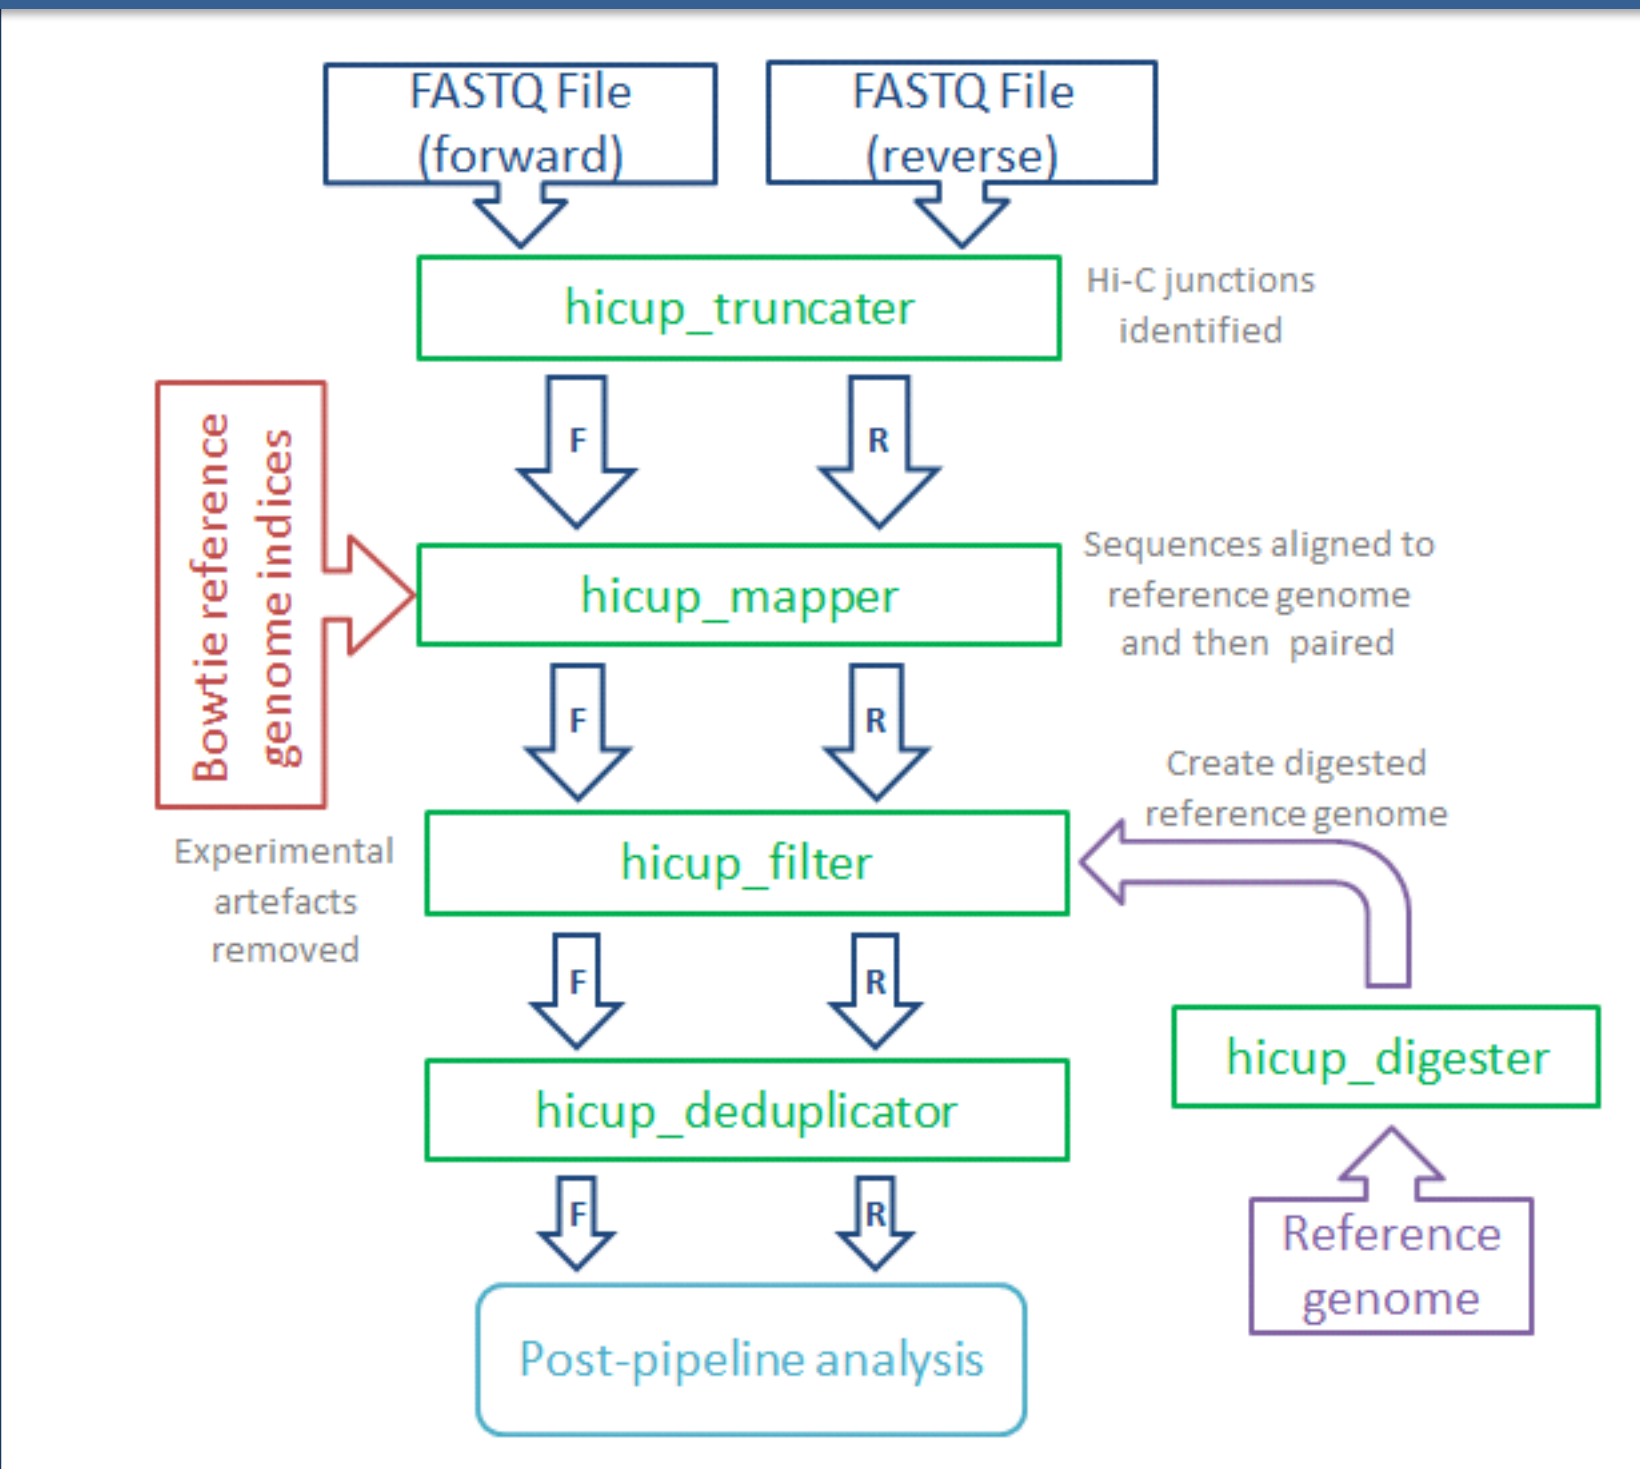 FASTQ File
(forward)
FASTQ File
(reverse)
hicup_truncater
Hi-C junctions
identified
F
R
Bowtie reference
genome indices
hicup_mapper
Sequences aligned to
reference genome
and then paired
F
R
Create digested
reference genome
hicup_filter
Experimental
artefacts
removed
F
R
hicup_digester
hicup_deduplicator
F
R
Reference
genome
Post-pipeline analysis